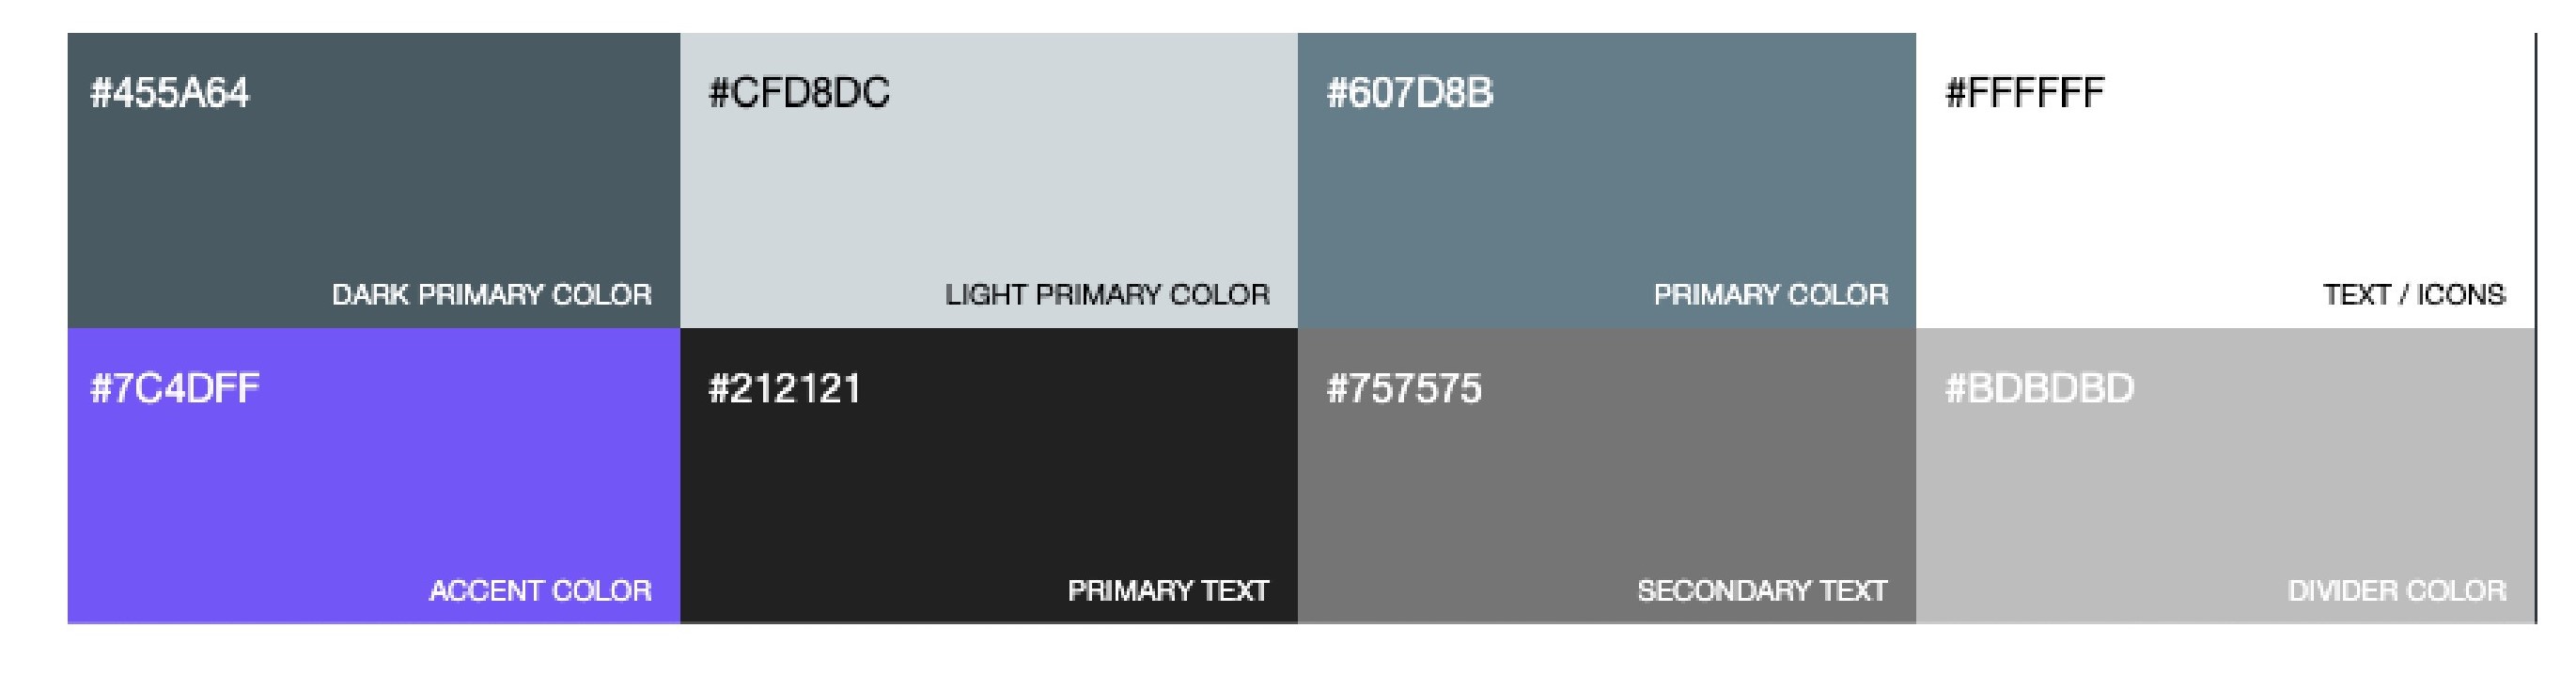 #455A64
DARK PRIMARY COLOR
#CFD8DC
LIGHT PRIMARY COLOR
#607D8B
PRIMARY COLOR
#FFFFFF
TEXT / ICONS
#7C4DFF
ACCENT COLOR
#212121
PRIMARY TEXT
#757575
SECONDARY TEXT
#BDBDBD
DIVIDER COLOR